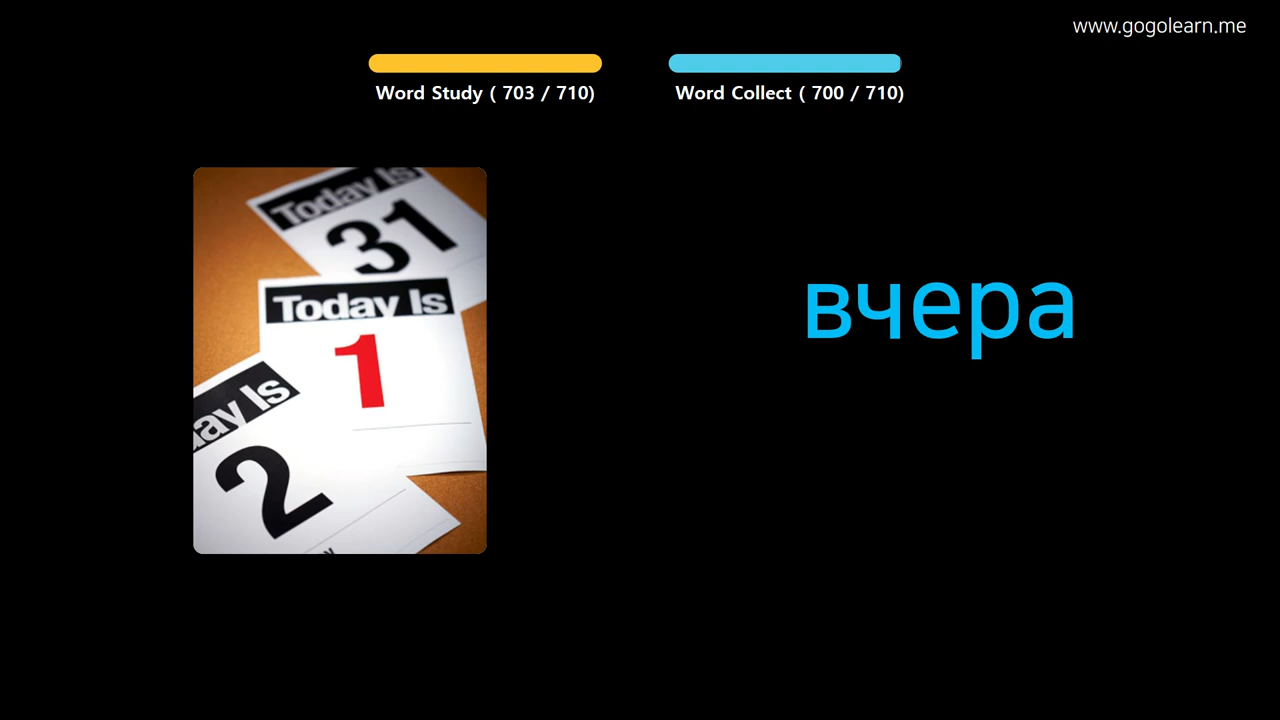 www.gogolearn.me
Word Study ( 703 / 710)
Word Collect ( 700 / 710)
Today Is
31
Today Is
1
вчера
ay Is
2